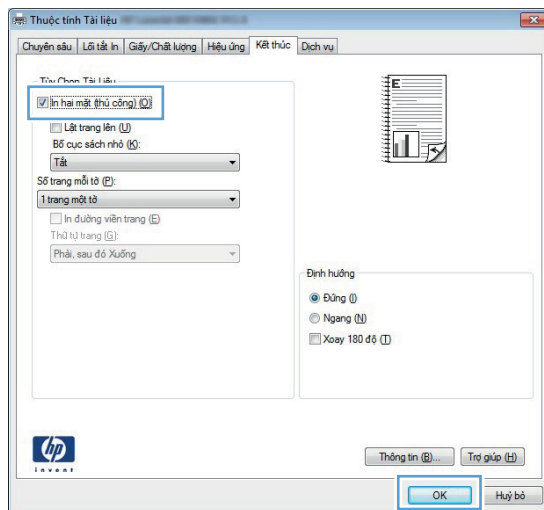 Thuộc tính Tài liệu
Chuyên sâu Lối tắt In Giấy/Chất lượng Hiệu ứng Kết thúc Dịch vụ
Tùy Chọn Tài Liệu
In hai mặt (thủ công) (O)
Lật trang lên (U)
Bố cục sách nhỏ (K):
Tắt
Số trang mỗi tờ (P):
1 trang một tờ
In đường viền trang (E)
Thứ tự trang (G):
Phải, sau đó Xuống
E
Định hướng
Đứng (I)
Ngang (N)
Xoay 180 độ (T)
hp
invent
Thông tin (B)... Trợ giúp (H)
OK Huỷ bỏ